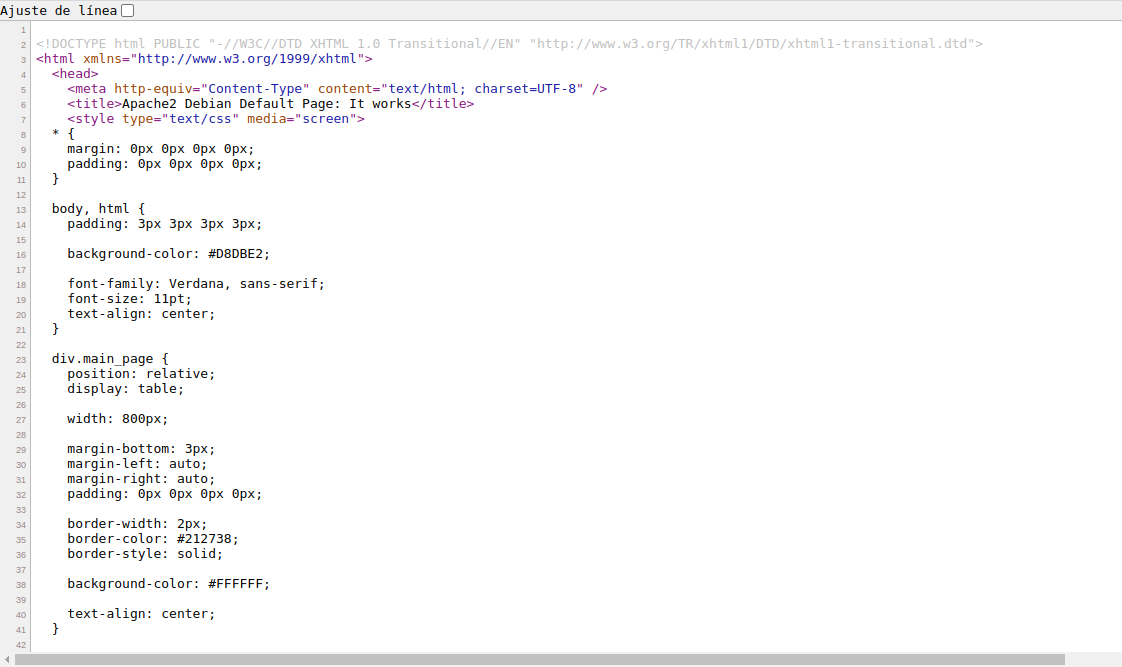 Ajuste de línea
1
2 <!DOCTYPE html PUBLIC "-//W3C//DTD XHTML 1.0 Transitional//EN" "http://www.w3.org/TR/xhtml1/DTD/xhtml1-transitional.dtd">
3 <html xmlns="http://www.w3.org/1999/xhtml">
4   <head>
5     <meta http-equiv="Content-Type" content="text/html; charset=UTF-8" />
6     <title>Apache2 Debian Default Page: It works</title>
7     <style type="text/css" media="screen">
8   * {
9     margin: 0px 0px 0px 0px;
10     padding: 0px 0px 0px 0px;
11   }
12
13   body, html {
14     padding: 3px 3px 3px 3px;
15
16     background-color: #D8DBE2;
17
18     font-family: Verdana, sans-serif;
19     font-size: 11pt;
20     text-align: center;
21   }
22
23   div.main_page {
24     position: relative;
25     display: table;
26
27     width: 800px;
28
29     margin-bottom: 3px;
30     margin-left: auto;
31     margin-right: auto;
32     padding: 0px 0px 0px 0px;
33
34     border-width: 2px;
35     border-color: #212738;
36     border-style: solid;
37
38     background-color: #FFFFFF;
39
40     text-align: center;
41   }
42